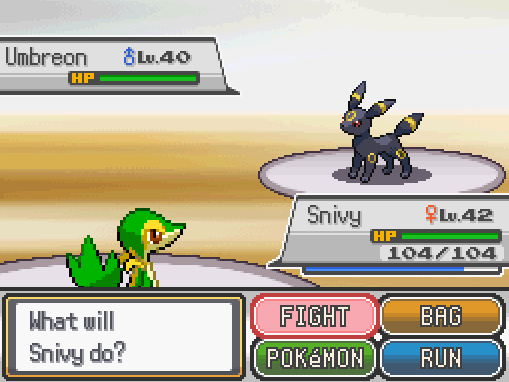 Umbreon ♂Lv.40
HP
Snivy ♀Lv.42
HP
104/104
What will
Snivy do?
FIGHT
BAG
POKéMON
RUN